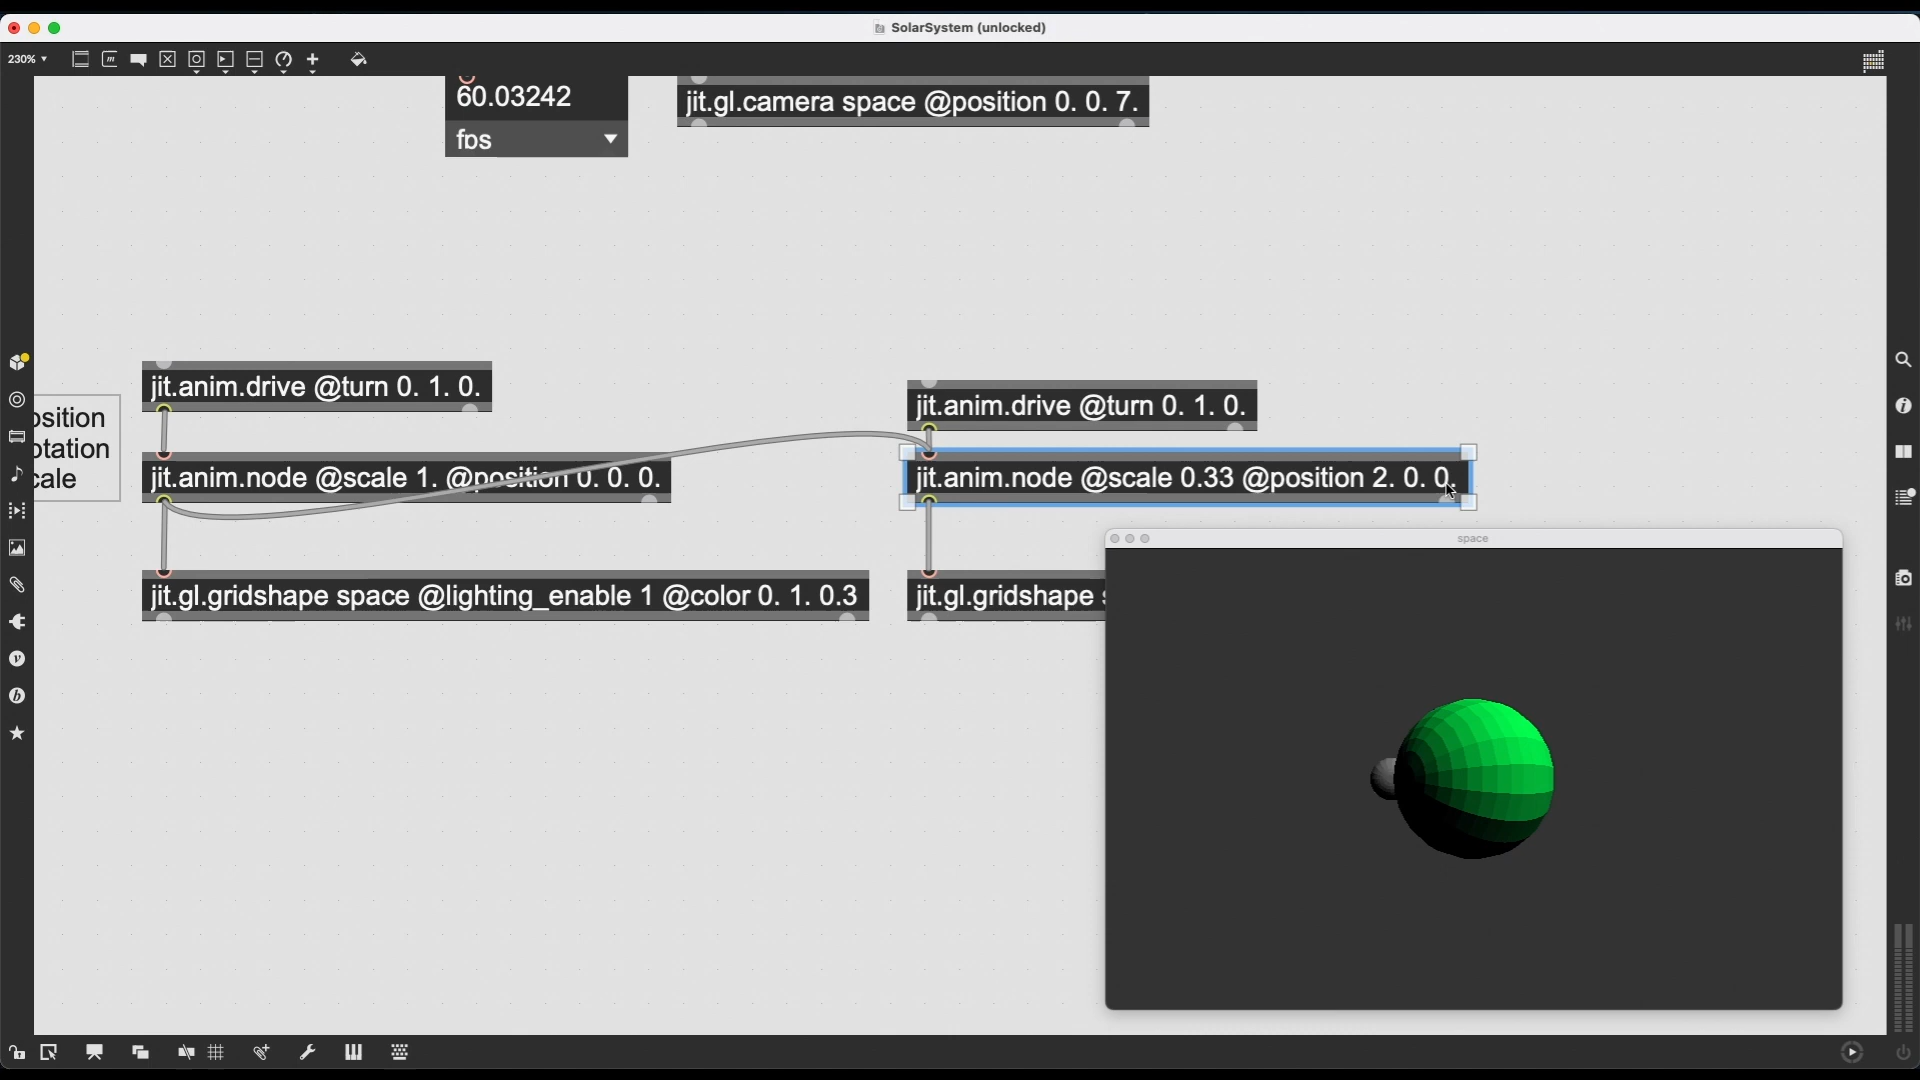 SolarSystem (unlocked)
230%
60.03242
fps
jit.gl.camera space @position 0. 0. 7.
jit.anim.drive @turn 0. 1. 0.
jit.anim.drive @turn 0. 1. 0.
jit.anim.node @scale 1. @position 0. 0. 0.
jit.anim.node @scale 0.33 @position 2. 0. 0.
space
jit.gl.gridshape space @lighting_enable 1 @color 0. 1. 0.3
jit.gl.gridshape